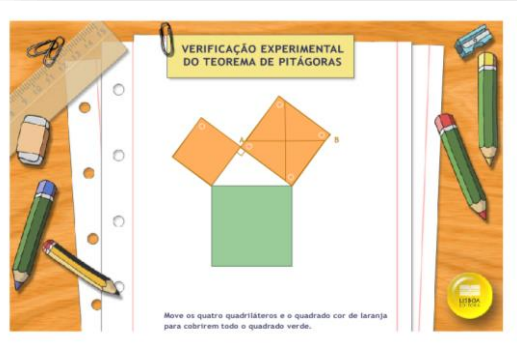 VERIFICAÇÃO EXPERIMENTAL
DO TEOREMA DE PITÁGORAS
A
B
Move os quatro quadriláteros e o quadrado cor de laranja
para cobrirem todo o quadrado verde.
LISBOA